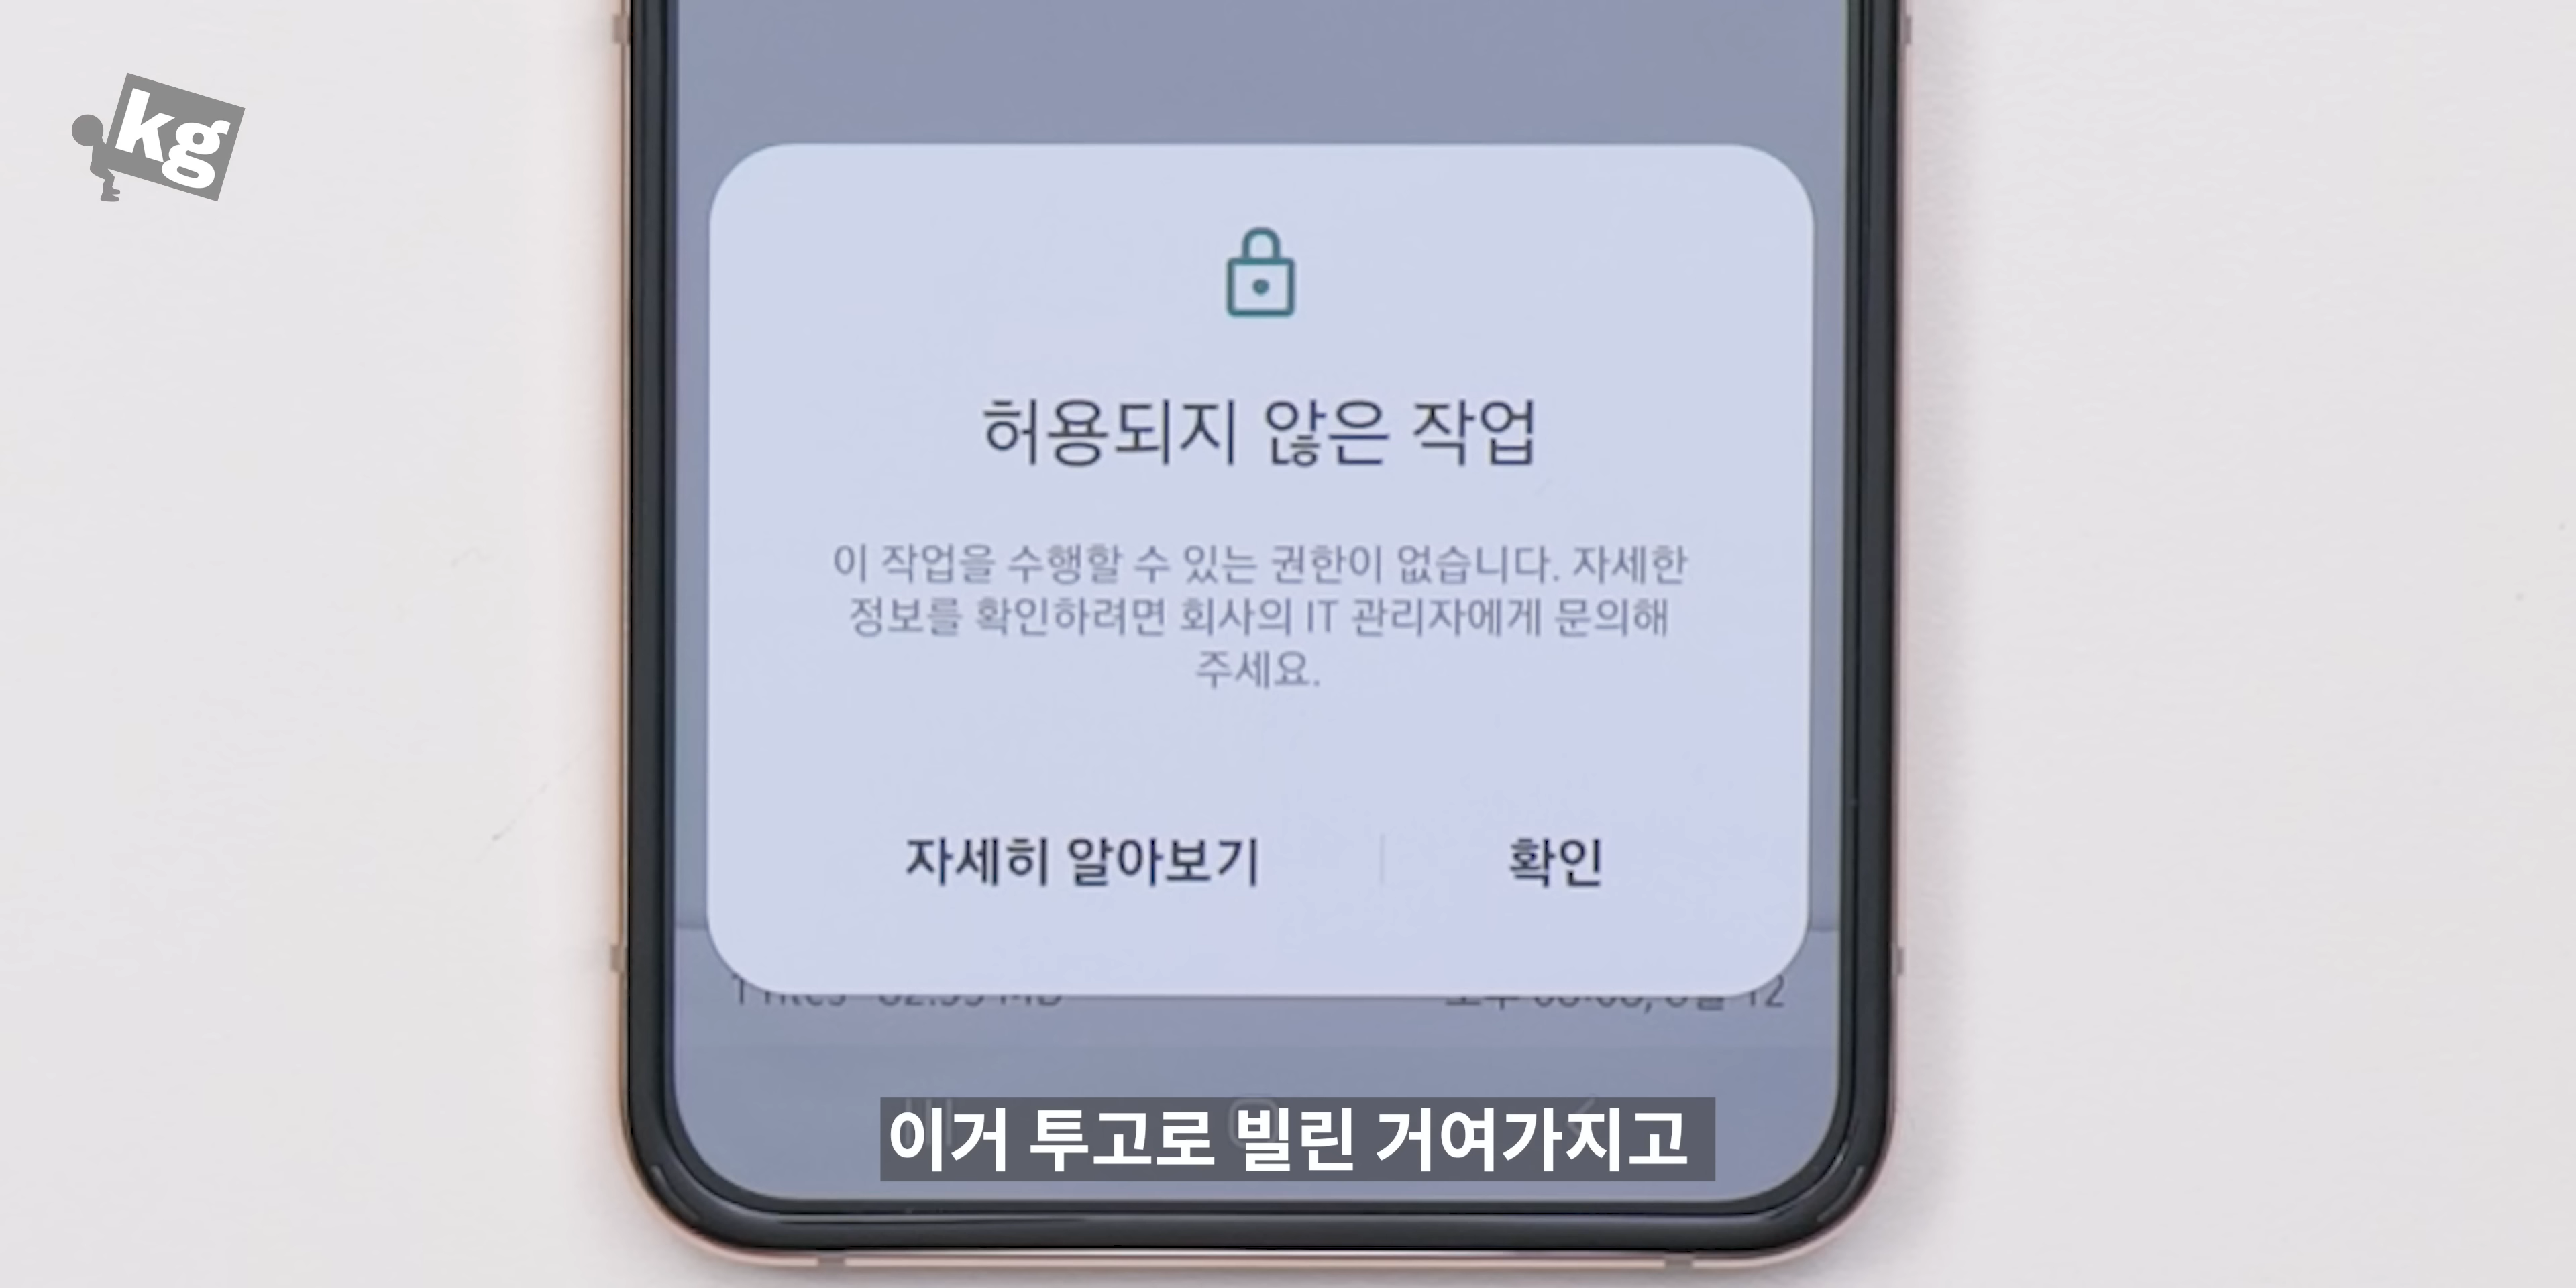 kg
허용되지 않은 작업
이 작업을 수행할 수 있는 권한이 없습니다. 자세한
정보를 확인하려면 회사의 IT 관리자에게 문의해
주세요.
자세히 알아보기
확인
이거 투고로 빌린 거여가지고